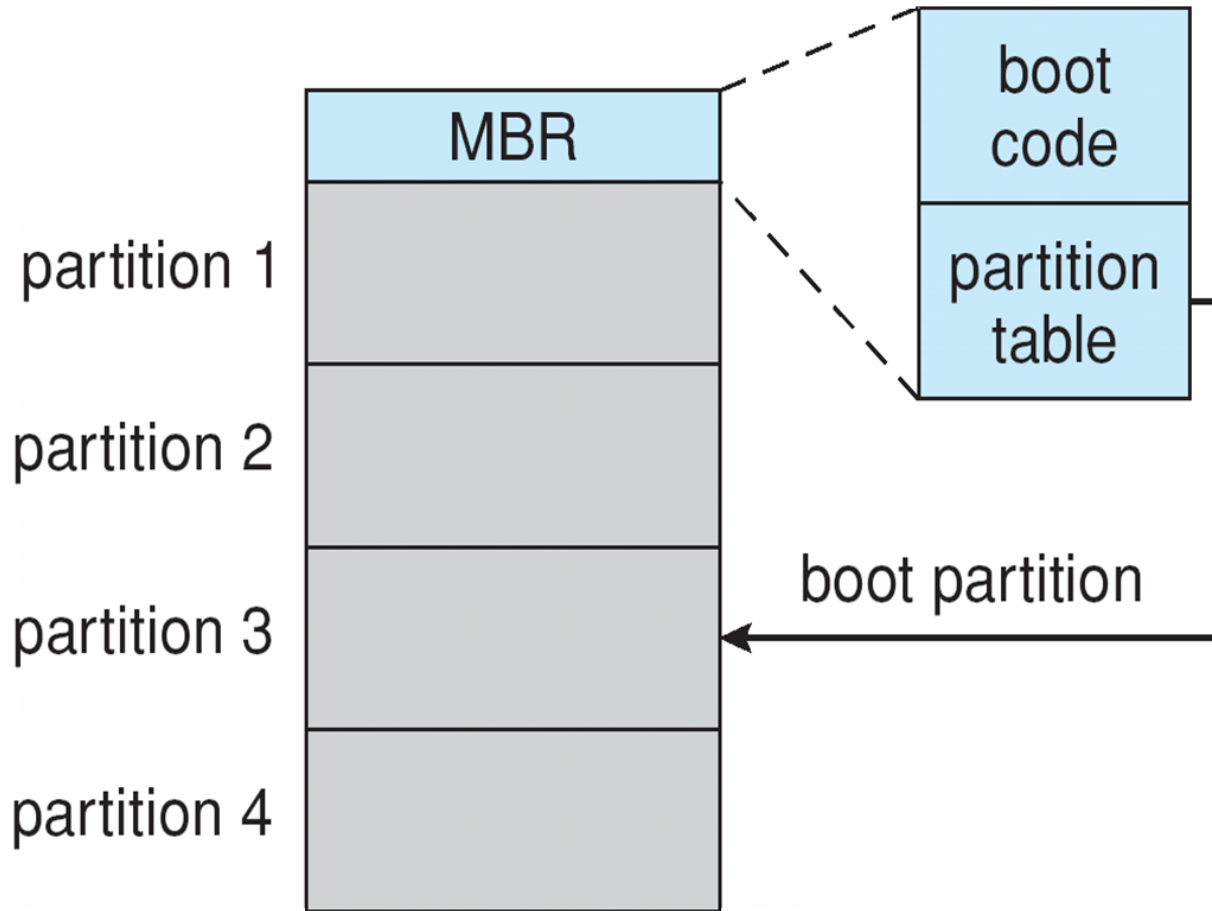 MBR
boot
code
partition
table
partition 1
partition 2
boot partition
partition 3
partition 4